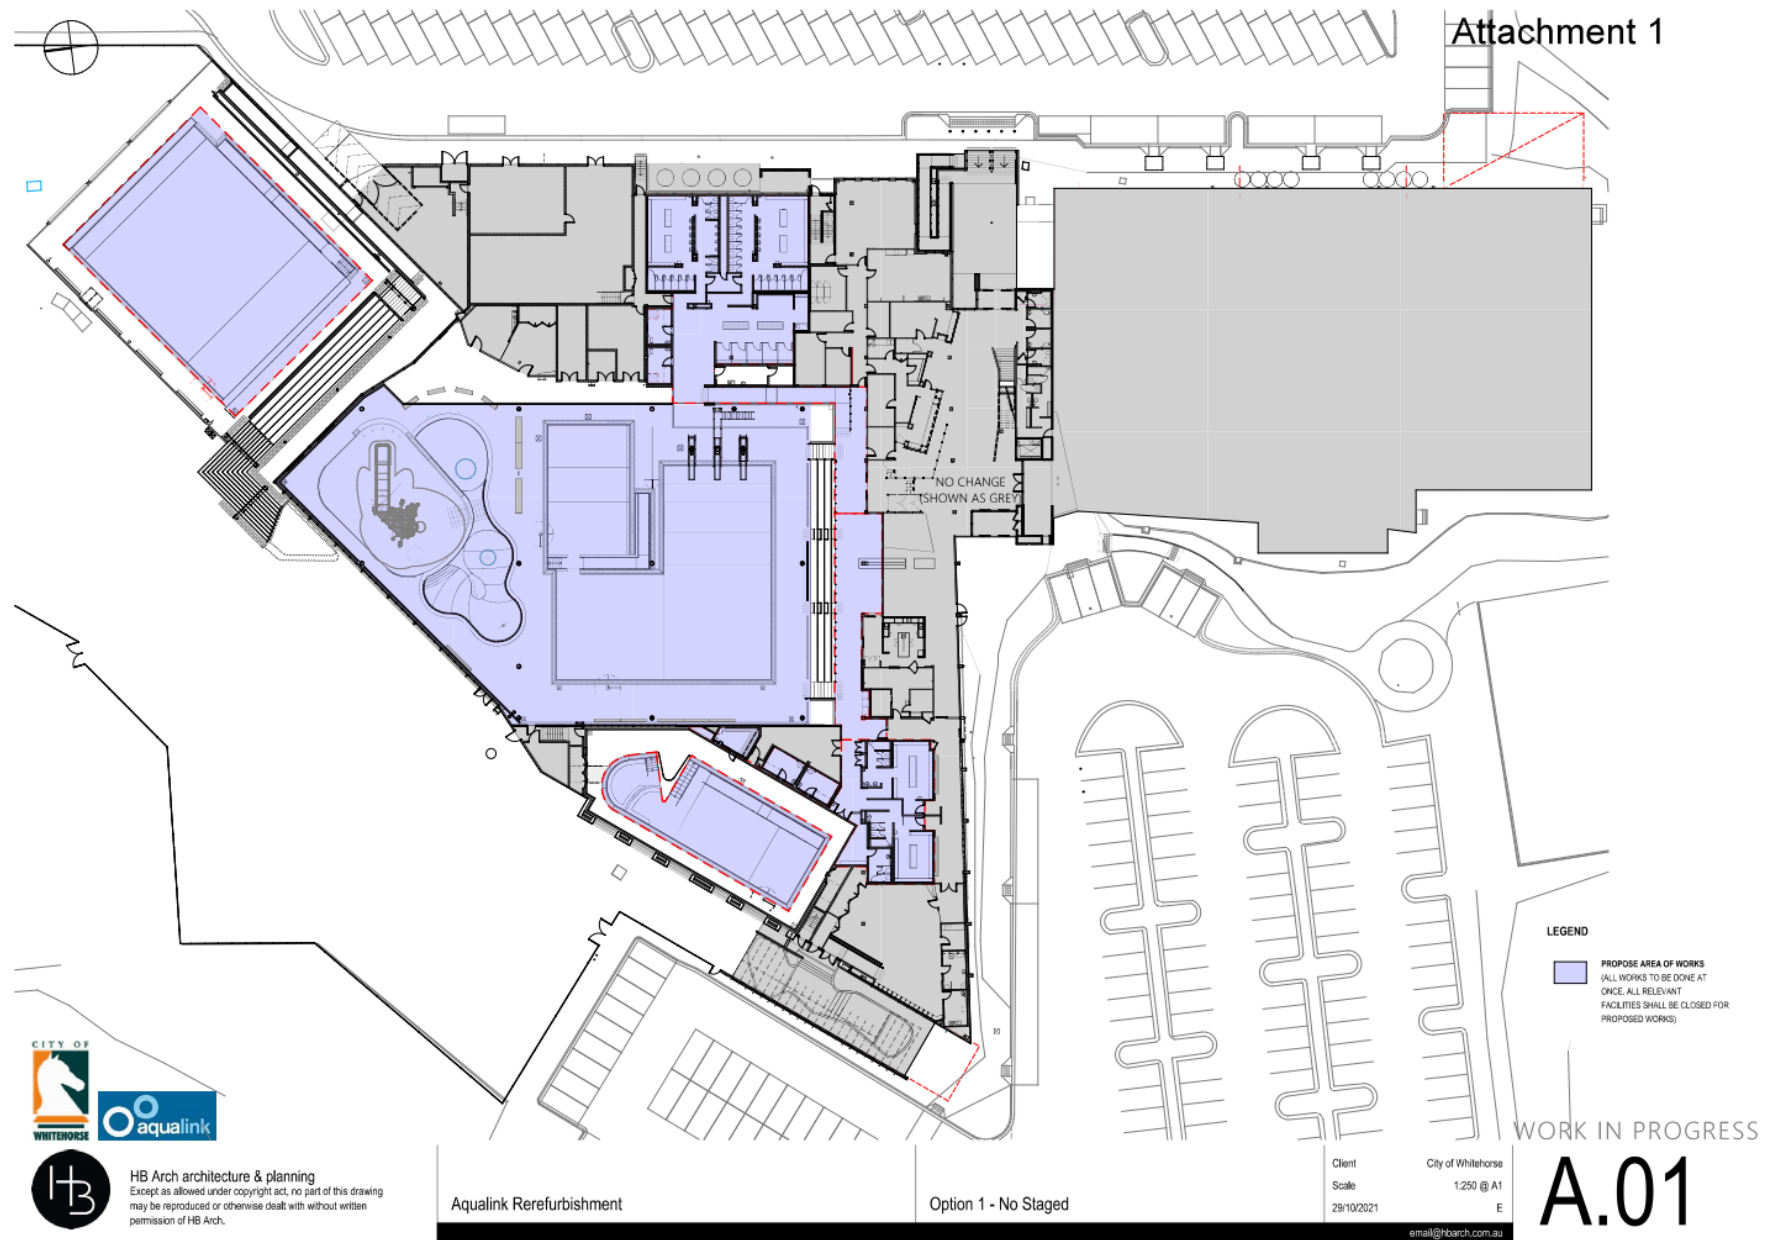 Attachment 1
NO CHANGE
(SHOWN AS GREY)
LEGEND
PROPOSE AREA OF WORKS
(ALL WORKS TO BE DONE AT
ONCE. ALL RELEVANT
FACILITIES SHALL BE CLOSED FOR
PROPOSED WORKS)
CITY OF
WHITEHORSE
aqualink
WORK IN PROGRESS
HB
HB Arch architecture & planning
Except as allowed under copyright act, no part of this drawing
may be reproduced or otherwise dealt with without written
permission of HB Arch.
Aqualink Rerefurbishment
Option 1 - No Staged
Client City of Whitehorse
Scale 1:250 @ A1
29/10/2021 E
email@hbarch.com.au
A.01